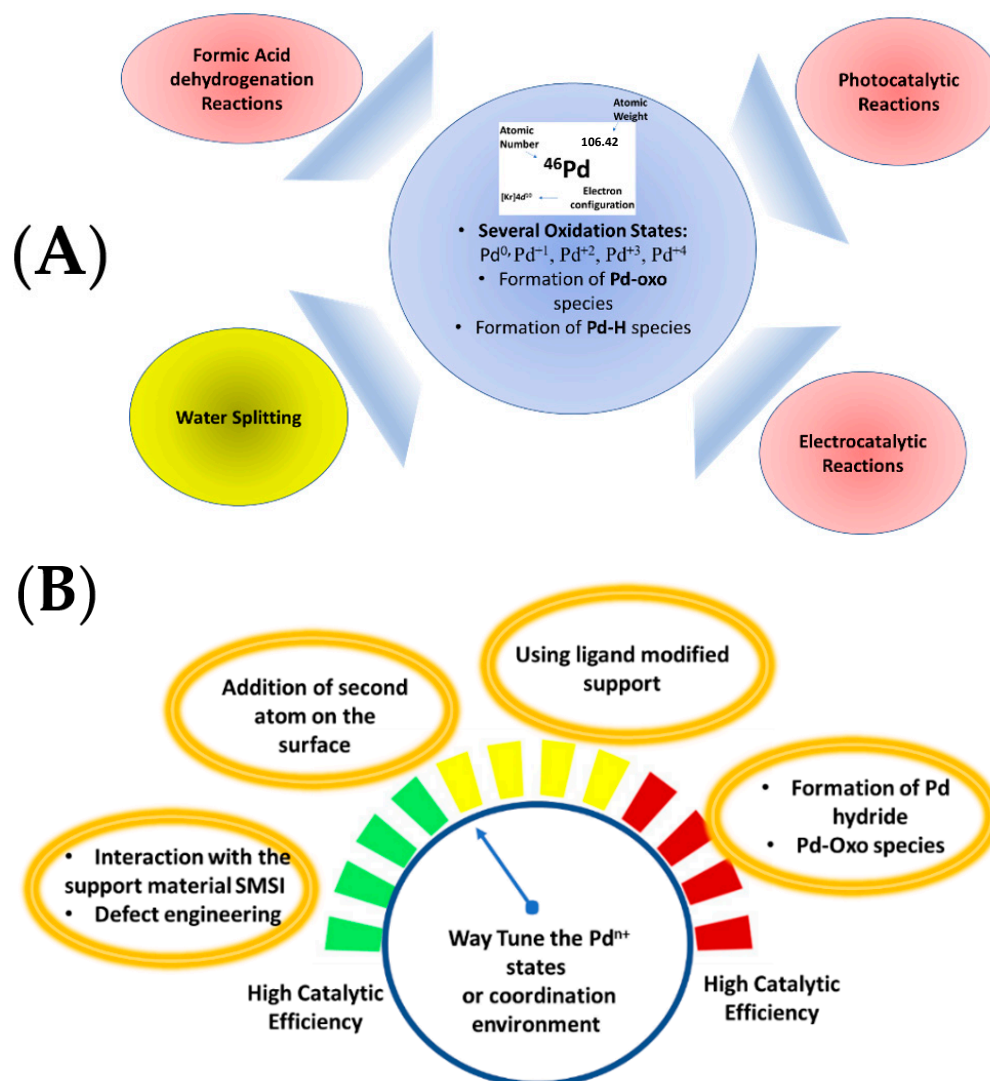 (A)
Formic Acid
dehydrogenation
Reactions
Photocatalytic
Reactions
Atomic
Weight
Atomic
Number
106.42
⁴⁶Pd
[Kr]4d¹⁰
Electron
configuration
• Several Oxidation States:
Pd⁰, Pd⁺¹, Pd⁺², Pd⁺³, Pd⁺⁴
• Formation of Pd-oxo
species
• Formation of Pd-H species
Water Splitting
Electrocatalytic
Reactions
(B)
Using ligand modified
support
Addition of second
atom on the
surface
• Formation of Pd
hydride
• Pd-Oxo species
• Interaction with the
support material SMSI
• Defect engineering
Way Tune the Pdⁿ⁺
states
or coordination
environment
High Catalytic
Efficiency
High Catalytic
Efficiency